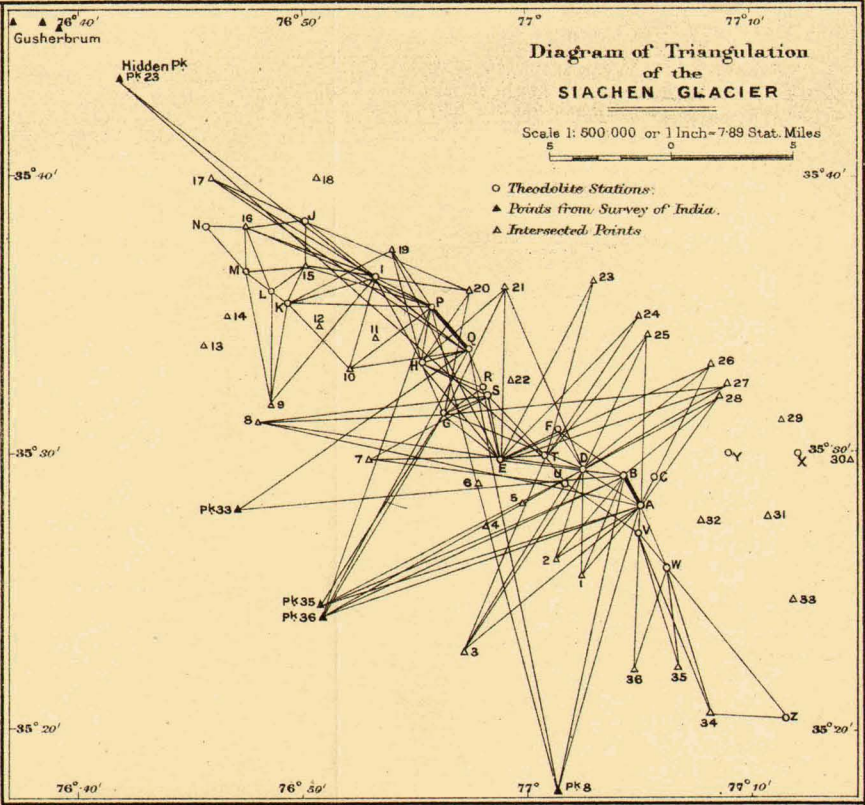 76° 40′ 76° 50′ 77° 77° 10′
Gusherbrum
Hidden Pk
Pk 23
Diagram of Triangulation
of the
SIACHEN GLACIER
Scale 1: 500 000 or 1 Inch = 7·89 Stat. Miles
5 0 5
Theodolite Stations.
Points from Survey of India.
Intersected Points
35° 40′ 35° 40′
17 18
N 16 J
19
M 15 I
L K P 20 21 23
14 12 11 O 24
13 10 H 25
R S 22 26
9 27
28
8 G F 29
35° 30′ 7 E T D Y X 35° 30′
30
6 U B C
Pk 33 5 A
4 V 32 31
2 W
1
Pk 35 33
Pk 36
3 36 35
34 Z
35° 20′ 35° 20′
Pk 8
76° 40′ 76° 50′ 77° 77° 10′